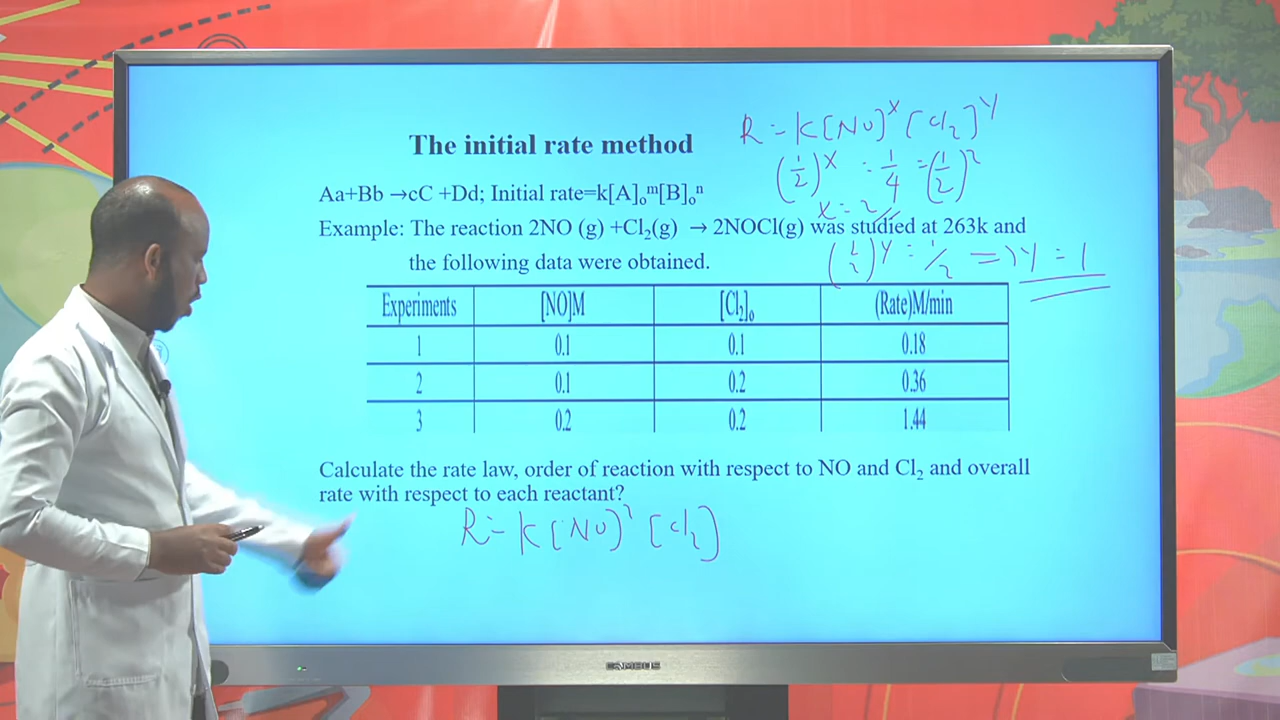 The initial rate method
R = K[NO]ˣ[Cl₂]ʸ
(1/2)ˣ = 1/4 = (1/2)²
x = 2
Aa+Bb →cC +Dd; Initial rate=k[A]ₒᵐ[B]ₒⁿ
Example: The reaction 2NO (g) +Cl₂(g) → 2NOCl(g) was studied at 263k and
the following data were obtained.
(1/2)ʸ = 1/2 => y = 1
Experiments [NO]M [Cl₂]ₒ (Rate)M/min
1 0.1 0.1 0.18
2 0.1 0.2 0.36
3 0.2 0.2 1.44
Calculate the rate law, order of reaction with respect to NO and Cl₂ and overall
rate with respect to each reactant?
R = K[NO]²[Cl₂]